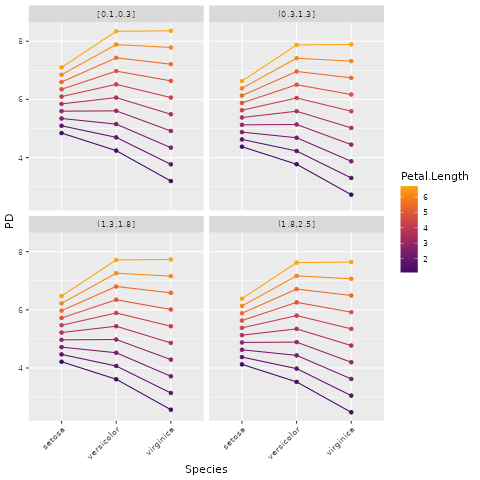 [0.1,0.3]
(0.3,1.3]
8
6
4
(1.3,1.8]
(1.8,2.5]
8
6
4
PD
setosa
versicolor
virginica
setosa
versicolor
virginica
Species
Petal.Length
6
5
4
3
2